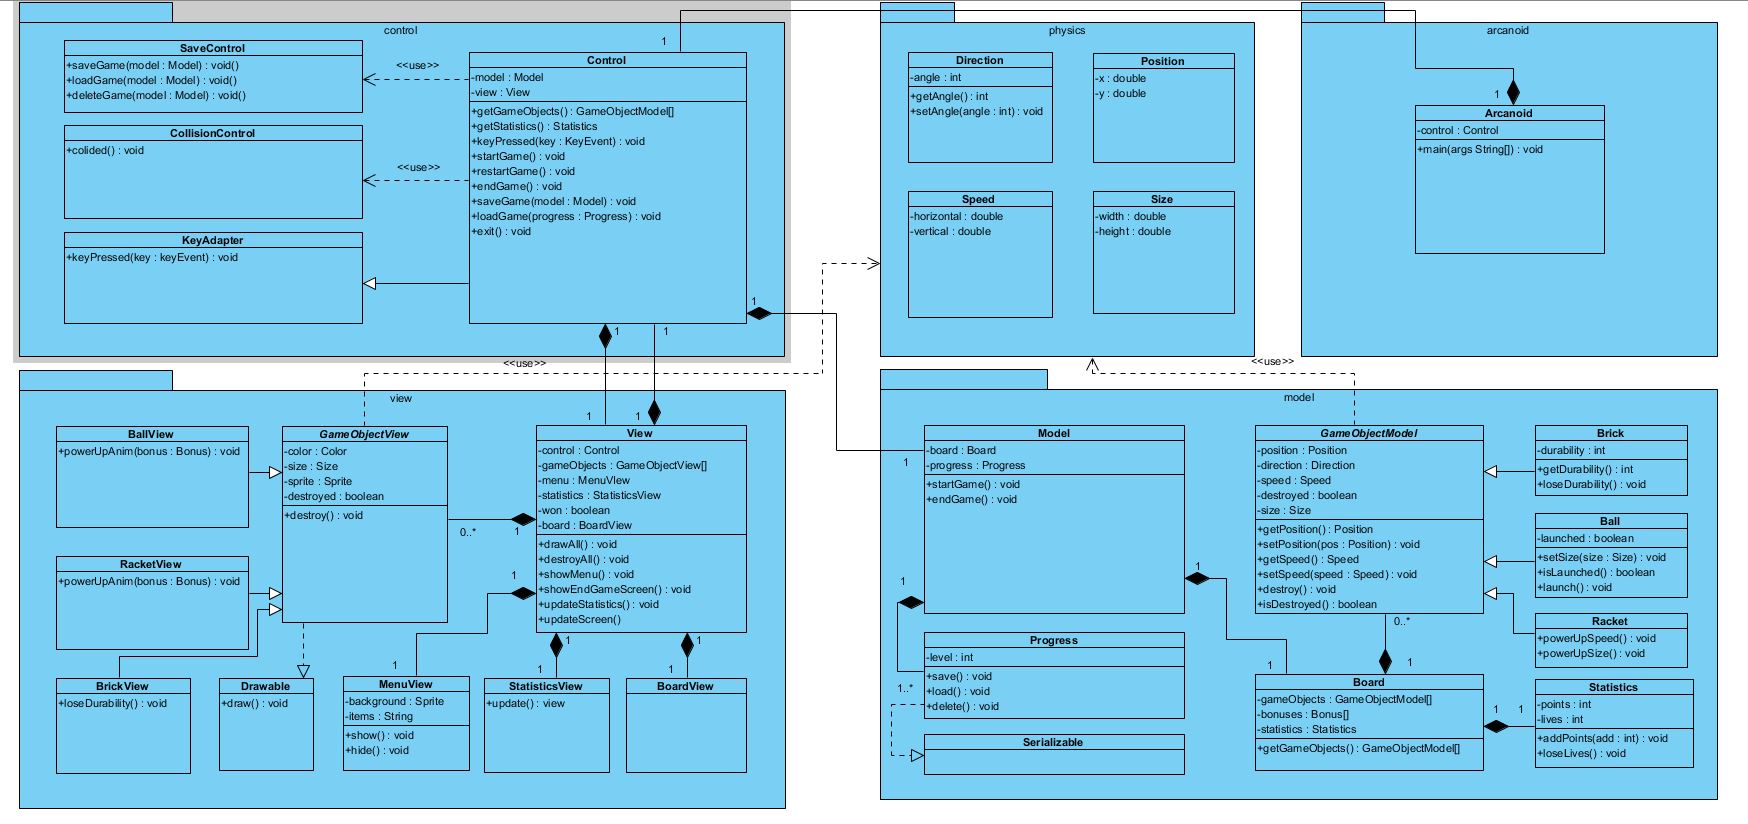 control
SaveControl
+saveGame(model : Model) : void()
+loadGame(model : Model) : void()
+deleteGame(model : Model) : void()
CollisionControl
+colided() : void
KeyAdapter
+keyPressed(key : keyEvent) : void
<<use>>
<<use>>
1
Control
-model : Model
-view : View
+getGameObjects() : GameObjectModel[]
+getStatistics() : Statistics
+keyPressed(key : KeyEvent) : void
+startGame() : void
+restartGame() : void
+endGame() : void
+saveGame(model : Model) : void
+loadGame(progress : Progress) : void
+exit() : void
1
1
1
physics
Direction
-angle : int
+getAngle() : int
+setAngle(angle : int) : void
Position
-x : double
-y : double
Speed
-horizontal : double
-vertical : double
Size
-width : double
-height : double
arcanoid
1
Arcanoid
-control : Control
+main(args String[]) : void
<<use>>
<<use>>
view
1
1
BallView
+powerUpAnim(bonus : Bonus) : void
RacketView
+powerUpAnim(bonus : Bonus) : void
BrickView
+loseDurability() : void
GameObjectView
-color : Color
-size : Size
-sprite : Sprite
-destroyed : boolean
+destroy() : void
Drawable
+draw() : void
0..*
1
1
View
-control : Control
-gameObjects : GameObjectView[]
-menu : MenuVIew
-statistics : StatisticsView
-won : boolean
-board : BoardView
+drawAll() : void
+destroyAll() : void
+showMenu() : void
+showEndGameScreen() : void
+updateStatistics() : void
+updateScreen()
1
1
1
1
1
MenuView
-background : Sprite
-items : String
+show() : void
+hide() : void
StatisticsView
+update() : view
BoardView
model
1
Model
-board : Board
-progress : Progress
+startGame() : void
+endGame() : void
1
1
Progress
-level : int
+save() : void
+load() : void
+delete() : void
1..*
Serializable
GameObjectModel
-position : Position
-direction : Direction
-speed : Speed
-destroyed : boolean
-size : Size
+getPosition() : Position
+setPosition(pos : Position) : void
+getSpeed() : Speed
+setSpeed(speed : Speed) : void
+destroy() : void
+isDestroyed() : boolean
0..*
1
1
Board
-gameObjects : GameObjectModel[]
-bonuses : Bonus[]
-statistics : Statistics
+getGameObjects() : GameObjectModel[]
1
1
Brick
-durability : int
+getDurability() : int
+loseDurability() : void
Ball
-launched : boolean
+setSize(size : Size) : void
+isLaunched() : boolean
+launch() : void
Racket
+powerUpSpeed() : void
+powerUpSize() : void
Statistics
-points : int
-lives : int
+addPoints(add : int) : void
+loseLives() : void